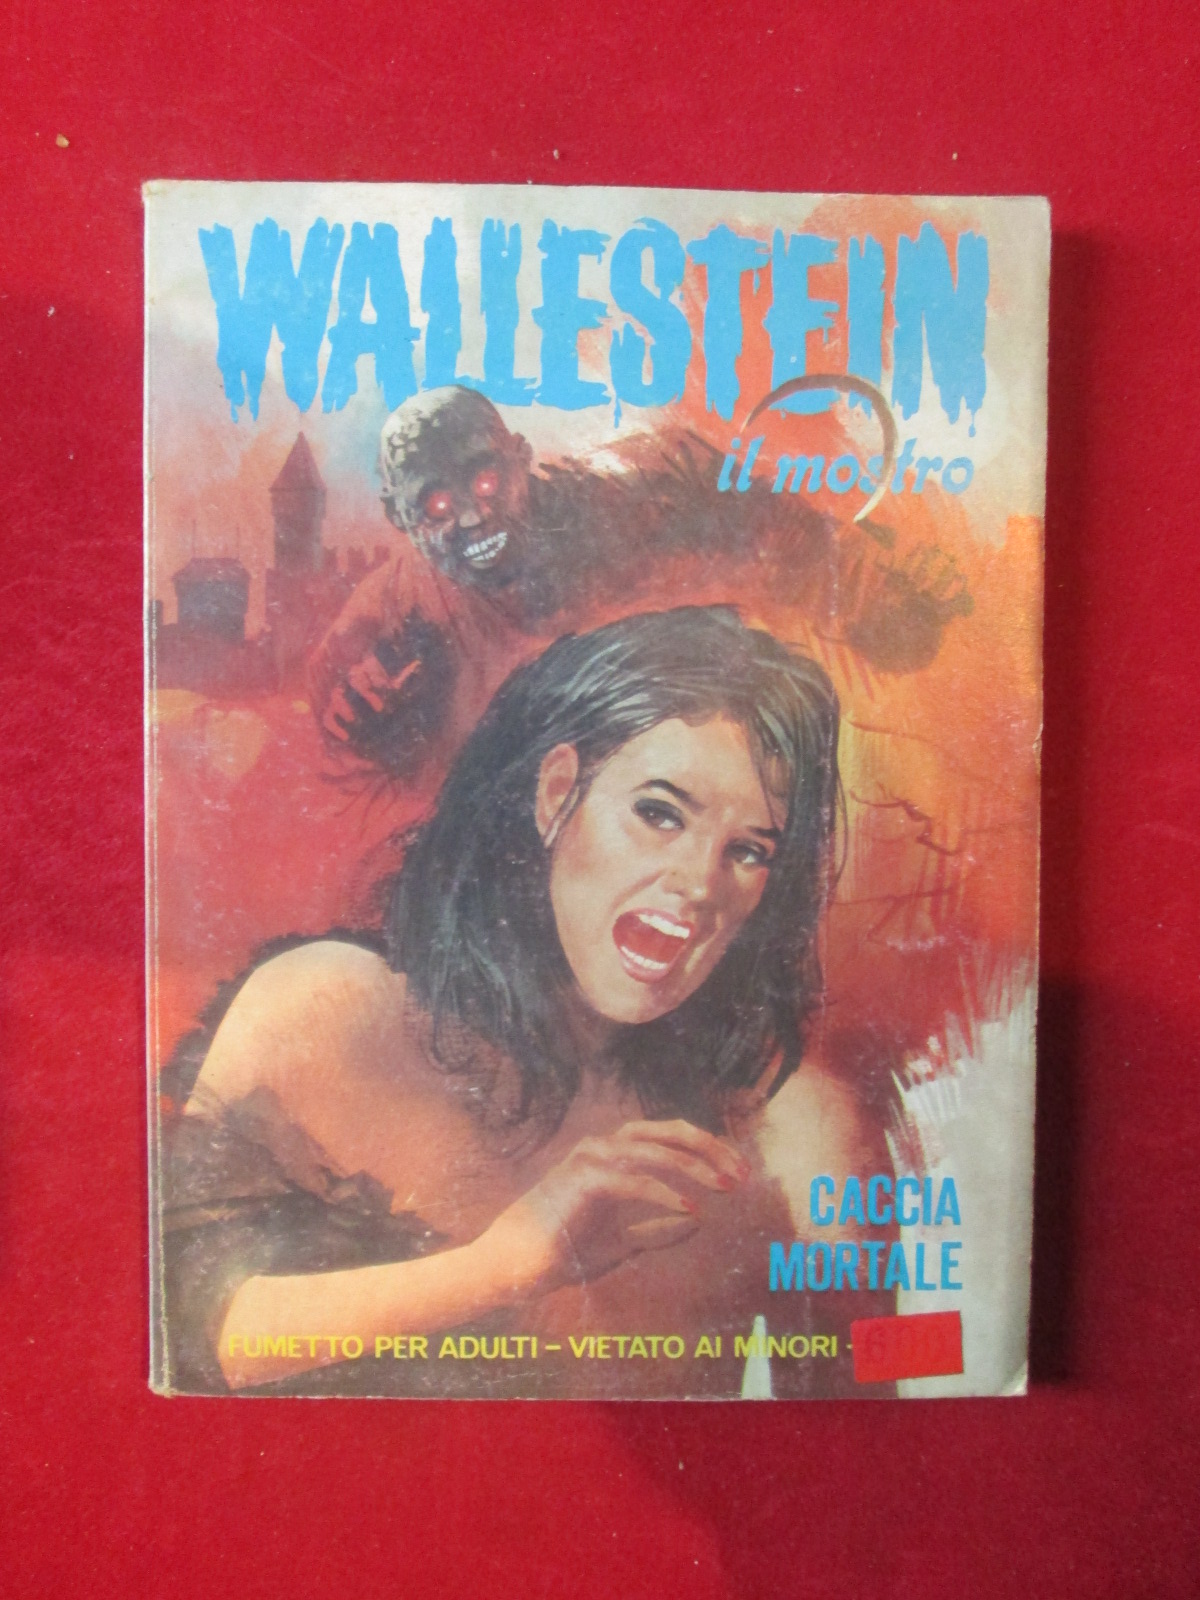 WALLESTEIN
il mostro
CACCIA
MORTALE
FUMETTO PER ADULTI - VIETATO AI MINORI -